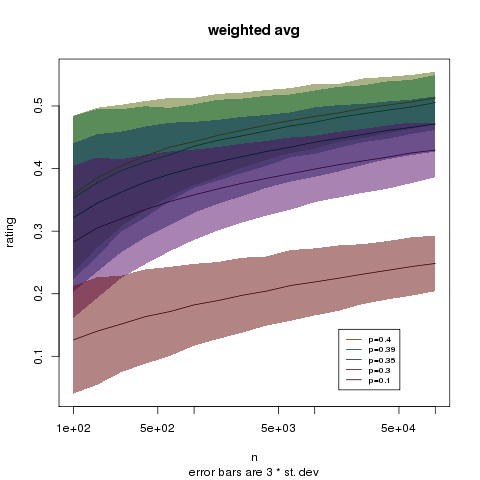 weighted avg
rating
0.5
0.4
0.3
0.2
0.1
p=0.4
p=0.39
p=0.35
p=0.3
p=0.1
1e+02
5e+02
5e+03
5e+04
n
error bars are 3 * st. dev